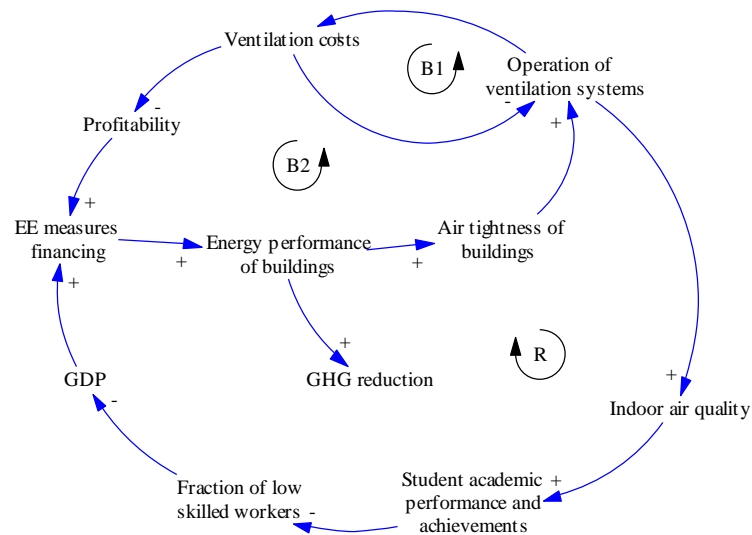 Ventilation costs
+
B1
Operation of
ventilation systems
-
+
-
Profitability
B2
+
EE measures
financing
+
+
Energy performance
of buildings
+
Air tightness of
buildings
+
GHG reduction
R
+
Indoor air quality
GDP
-
Fraction of low
skilled workers
-
Student academic
performance and
achievements
+